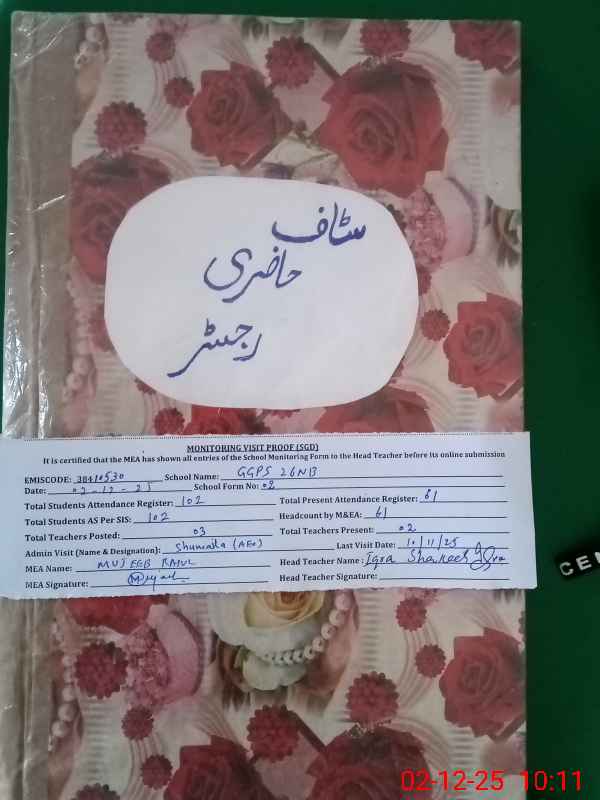 سٹاف
حاضری
رجسٹر
MONITORING VISIT PROOF (SGD)
It is certified that the MEA has shown all entries of the School Monitoring Form to the Head Teacher before its online submission
EMISCODE: 38410530 School Name: GGPS 26NB
Date: 02-12-25 School Form No: 02
Total Students Attendance Register: 102 Total Present Attendance Register: 61
Total Students AS Per SIS: 102 Headcount by M&EA: 61
Total Teachers Posted: 03 Total Teachers Present: 02
Admin Visit (Name & Designation): Shumaila (AEO) Last Visit Date: 10/11/25
MEA Name: MUJEEB Head Teacher Name: Iqra Shakeel
MEA Signature: Head Teacher Signature:
CEN
02-12-25 10:11